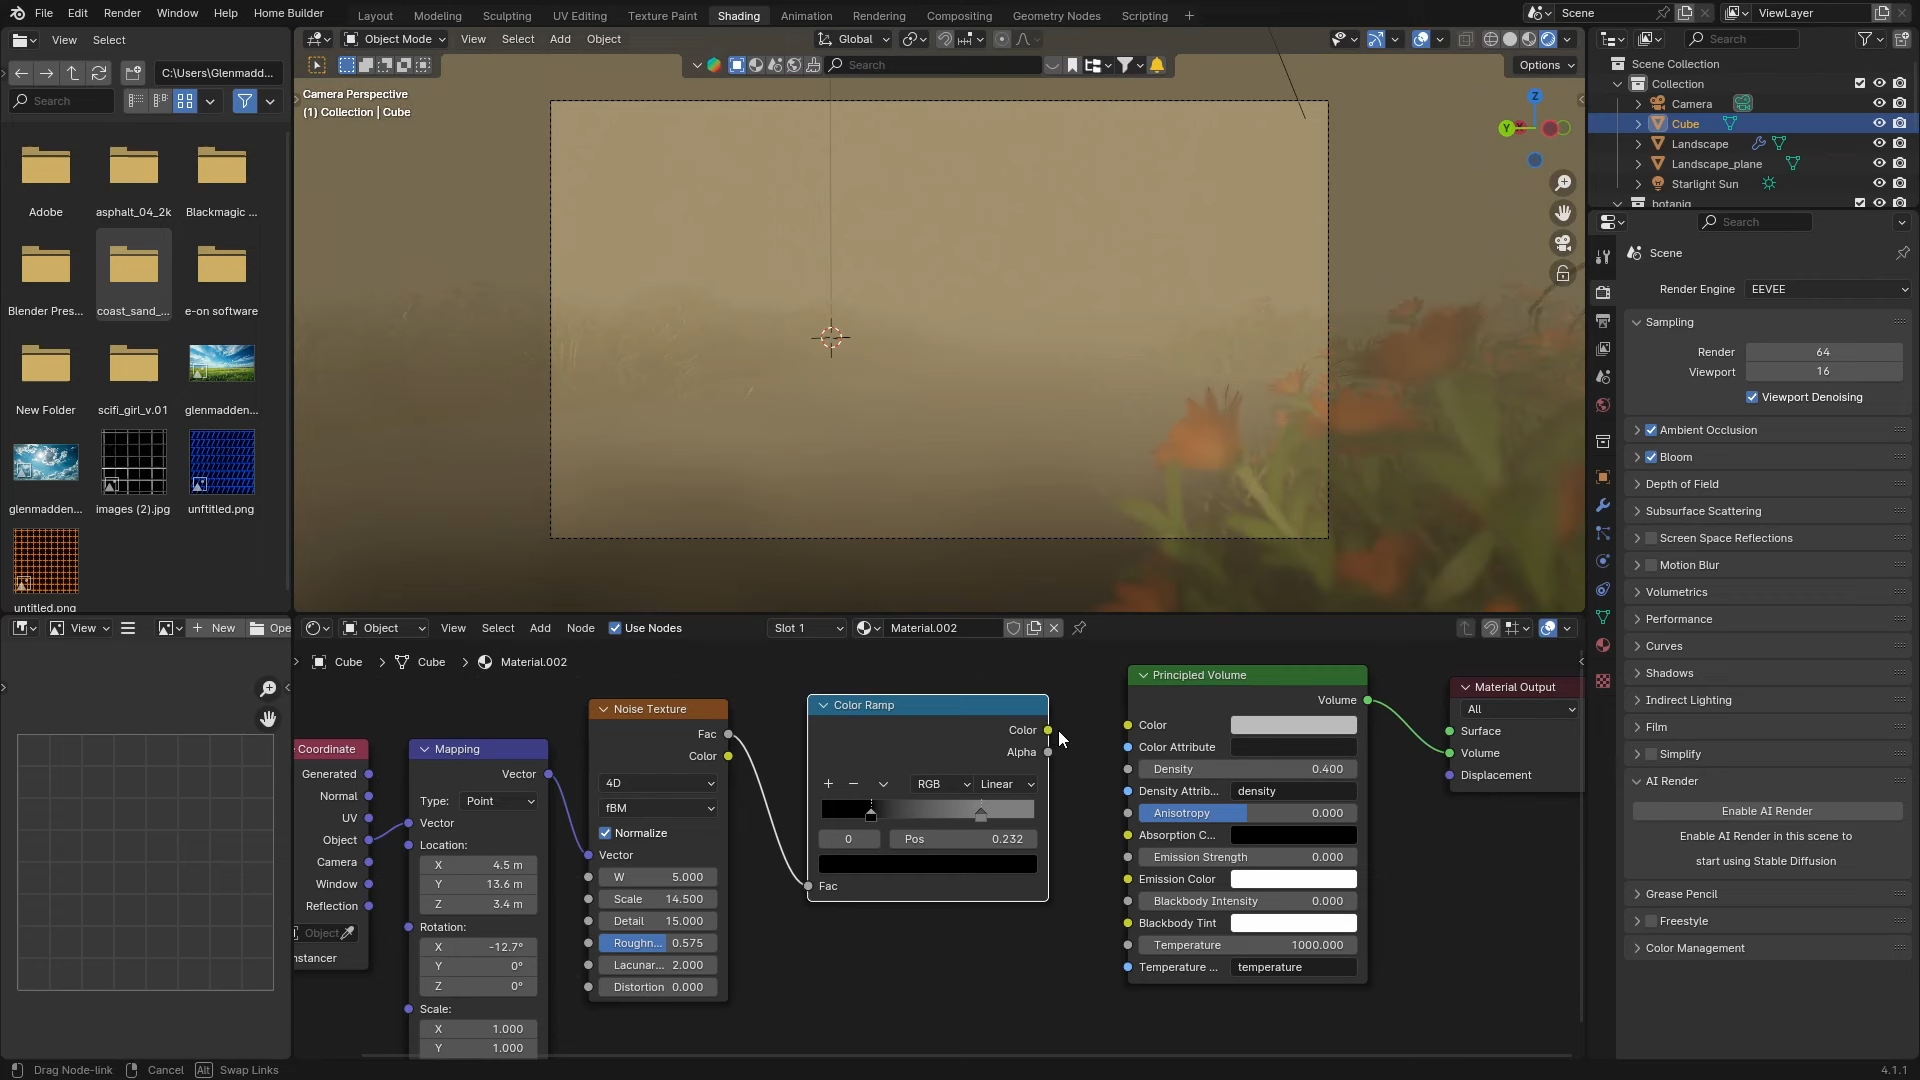 File Edit Render Window Help Home Builder Layout Modeling Sculpting UV Editing Texture Paint Shading Animation Rendering Compositing Geometry Nodes Scripting + Scene ViewLayer
View Select
C:\Users\Glenmadd...
Search
Adobe asphalt_04_2k Blackmagic ...
Blender Pres... coast_sand_... e-on software
New Folder scifi_girl_v.01 glenmadden...
glenmadden... images (2).jpg unftitled.png
untitled.png
Object Mode View Select Add Object Global
Search
Options
Camera Perspective
(1) Collection | Cube
Z
Y
X
Search
Scene Collection
Collection
Camera
Cube
Landscape
Landscape_plane
Starlight Sun
botaniq
Search
Scene
Render Engine EEVEE
Sampling
Render 64
Viewport 16
Viewport Denoising
Ambient Occlusion
Bloom
Depth of Field
Subsurface Scattering
Screen Space Reflections
Motion Blur
Volumetrics
Performance
Curves
Shadows
Indirect Lighting
Film
Simplify
AI Render
Enable AI Render
Enable AI Render in this scene to
start using Stable Diffusion
Grease Pencil
Freestyle
Color Management
View New Ope
Object View Select Add Node Use Nodes Slot 1 Material.002
Cube > Cube > Material.002
Coordinate
Generated
Normal
UV
Object
Camera
Window
Reflection
Object
nstancer
Mapping
Vector
Type: Point
Vector
Location:
X 4.5 m
Y 13.6 m
Z 3.4 m
Rotation:
X -12.7°
Y 0°
Z 0°
Scale:
X 1.000
Y 1.000
Noise Texture
Fac
Color
4D
fBM
Normalize
Vector
W 5.000
Scale 14.500
Detail 15.000
Roughn... 0.575
Lacunar... 2.000
Distortion 0.000
Color Ramp
Color
Alpha
+ − RGB Linear
0 Pos 0.232
Fac
Principled Volume
Volume
Color
Color Attribute
Density 0.400
Density Attrib... density
Anisotropy 0.000
Absorption C...
Emission Strength 0.000
Emission Color
Blackbody Intensity 0.000
Blackbody Tint
Temperature 1000.000
Temperature ... temperature
Material Output
All
Surface
Volume
Displacement
Drag Node-link Cancel Alt Swap Links 4.1.1